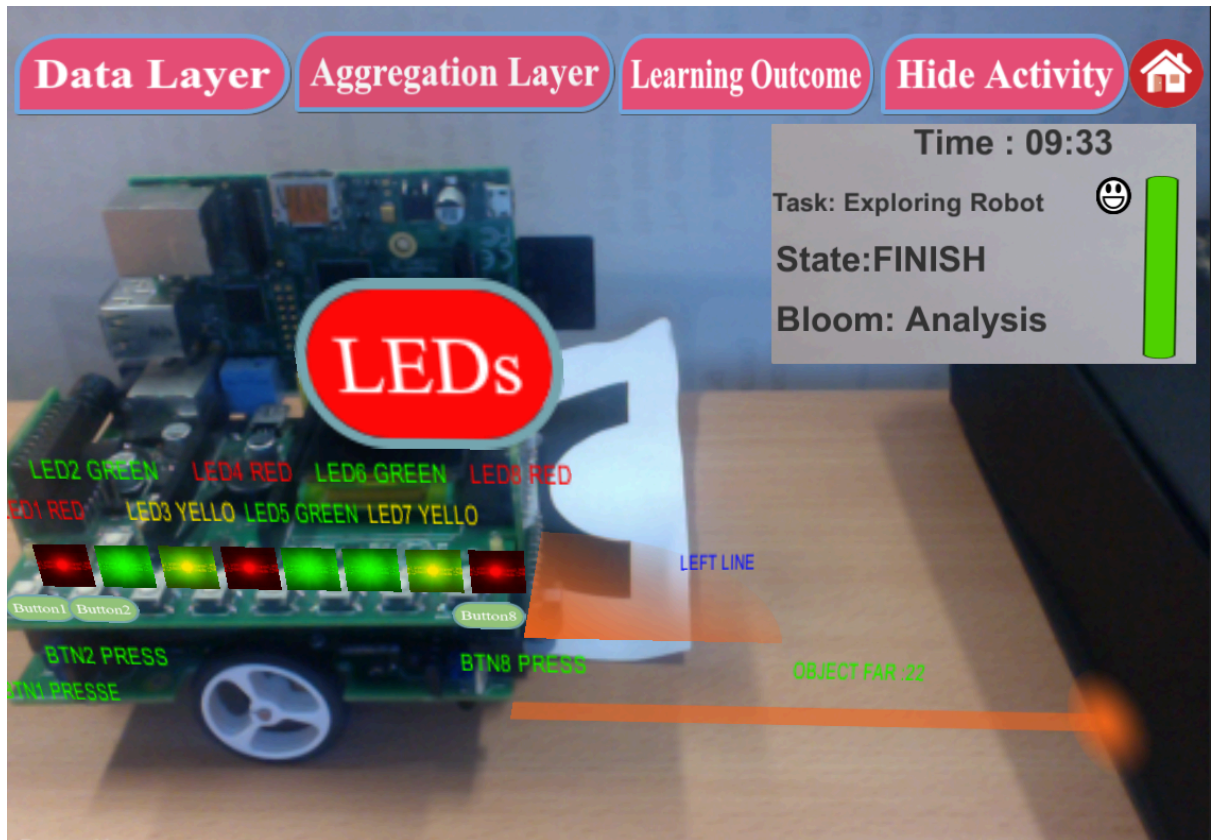 Data Layer
Aggregation Layer
Learning Outcome
Hide Activity
Time : 09:33
Task: Exploring Robot
State:FINISH
Bloom: Analysis
LEDs
LED2 GREEN
LED4 RED
LED6 GREEN
LED8 RED
LED1 RED
LED3 YELLO
LED5 GREEN
LED7 YELLO
LEFT LINE
Button1
Button2
Button8
BTN2 PRESS
BTN8 PRESS
OBJECT FAR :22
BTN1 PRESSE